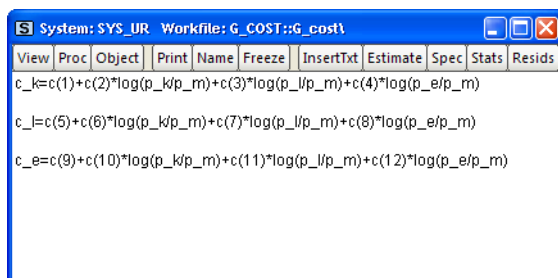 S System: SYS_UR Workfile: G_COST::G_cost\
View Proc Object Print Name Freeze InsertTxt Estimate Spec Stats Resids
c_k=c(1)+c(2)*log(p_k/p_m)+c(3)*log(p_l/p_m)+c(4)*log(p_e/p_m)
c_l=c(5)+c(6)*log(p_k/p_m)+c(7)*log(p_l/p_m)+c(8)*log(p_e/p_m)
c_e=c(9)+c(10)*log(p_k/p_m)+c(11)*log(p_l/p_m)+c(12)*log(p_e/p_m)